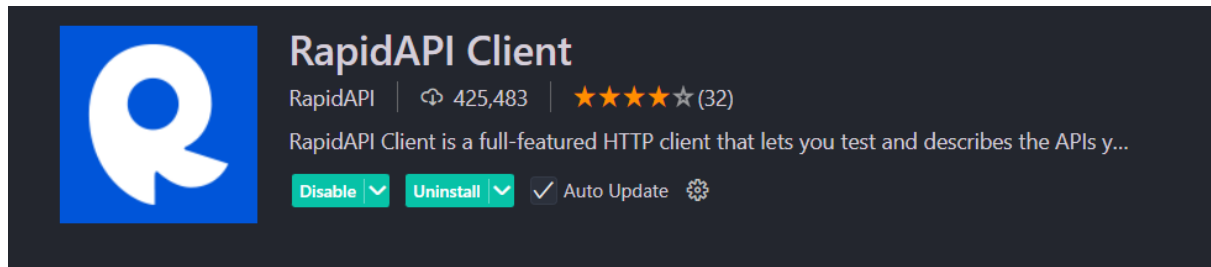 RapidAPI Client
RapidAPI 425,483 (32)
RapidAPI Client is a full-featured HTTP client that lets you test and describes the APIs y...
Disable Uninstall Auto Update